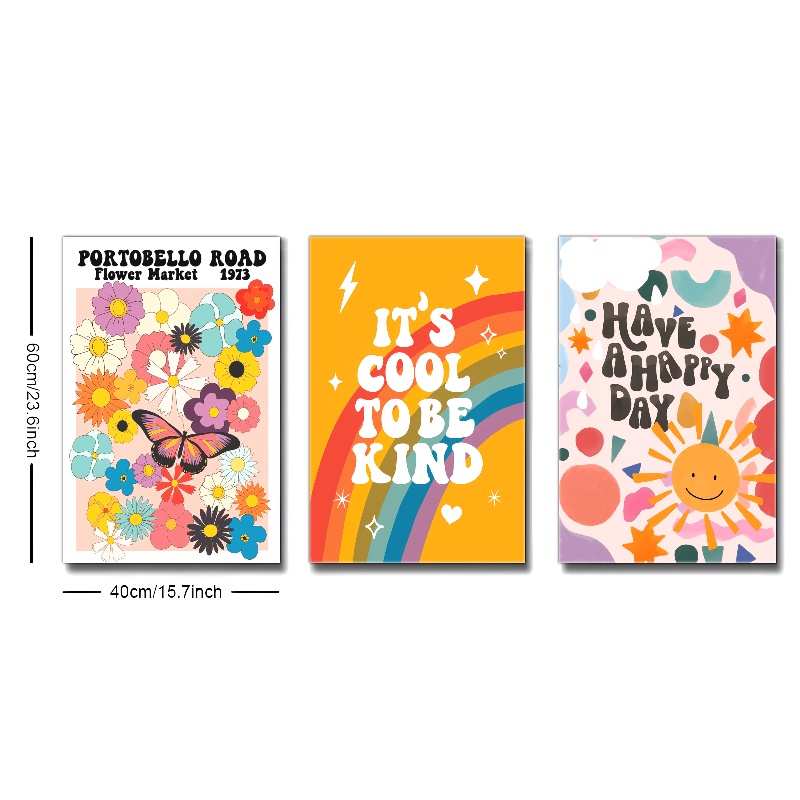 PORTOBELLO ROAD
Flower Market 1973
IT'S
COOL
TO BE
KIND
HAVE
A HAPPY
DAY
60cm/23.6inch
40cm/15.7inch